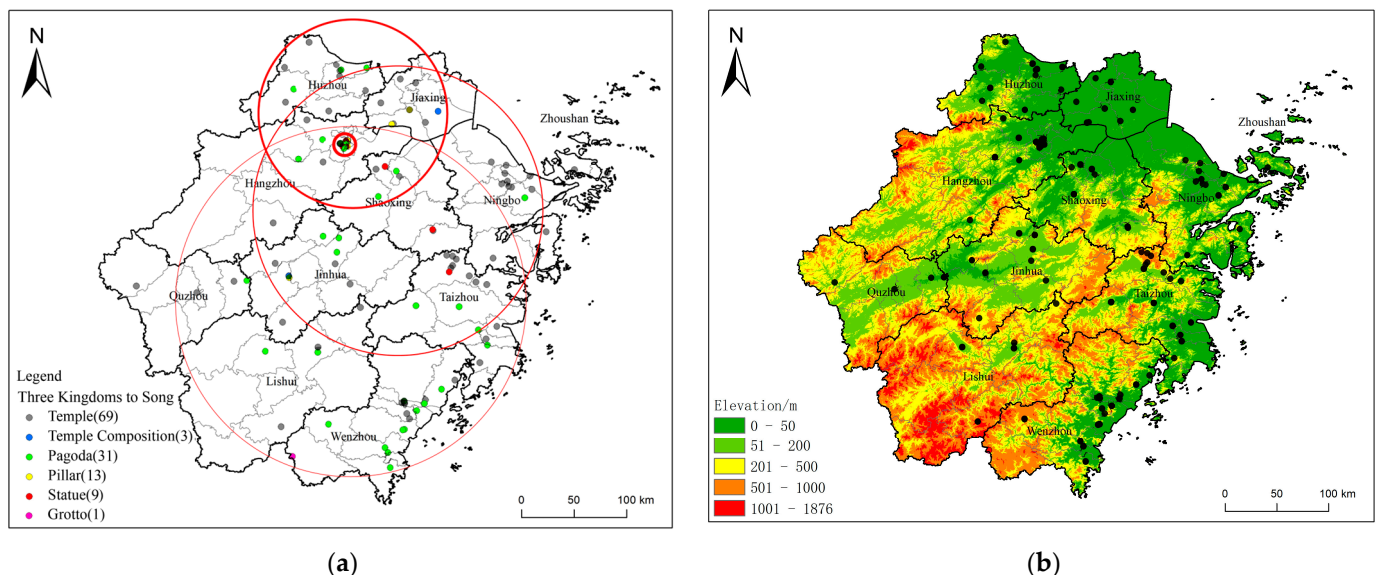 N
Huzhou
Jiaxing
Zhoushan
Hangzhou
Shaoxing
Ningbo
Jinhua
Quzhou
Taizhou
Lishui
Wenzhou
Legend
Three Kingdoms to Song
Temple(69)
Temple Composition(3)
Pagoda(31)
Pillar(13)
Statue(9)
Grotto(1)
0 50 100 km
(a)
N
Huzhou
Jiaxing
Zhoushan
Hangzhou
Shaoxing
Ningbo
Jinhua
Quzhou
Taizhou
Lishui
Wenzhou
Elevation/m
0 - 50
51 - 200
201 - 500
501 - 1000
1001 - 1876
0 50 100 km
(b)